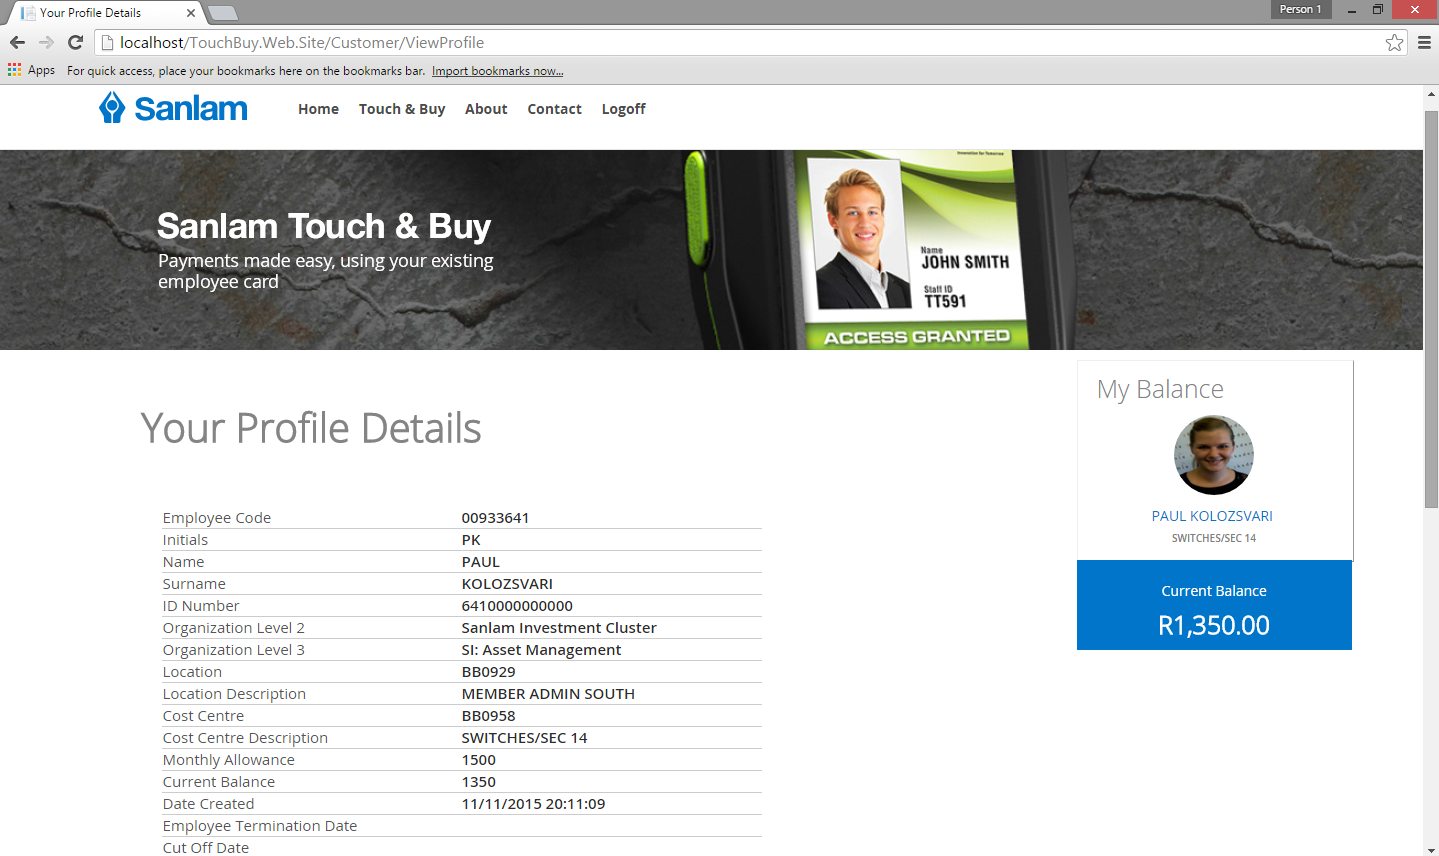 Your Profile Details
Person 1
localhost/TouchBuy.Web.Site/Customer/ViewProfile
Apps For quick access, place your bookmarks here on the bookmarks bar. Import bookmarks now...
Sanlam Home Touch & Buy About Contact Logoff
Innovation for Tomorrow
Sanlam Touch & Buy
Payments made easy, using your existing
employee card
Name
JOHN SMITH
Staff ID
TT591
ACCESS GRANTED
My Balance
PAUL KOLOZSVARI
SWITCHES/SEC 14
Current Balance
R1,350.00
Your Profile Details
Employee Code 00933641
Initials PK
Name PAUL
Surname KOLOZSVARI
ID Number 6410000000000
Organization Level 2 Sanlam Investment Cluster
Organization Level 3 SI: Asset Management
Location BB0929
Location Description MEMBER ADMIN SOUTH
Cost Centre BB0958
Cost Centre Description SWITCHES/SEC 14
Monthly Allowance 1500
Current Balance 1350
Date Created 11/11/2015 20:11:09
Employee Termination Date
Cut Off Date